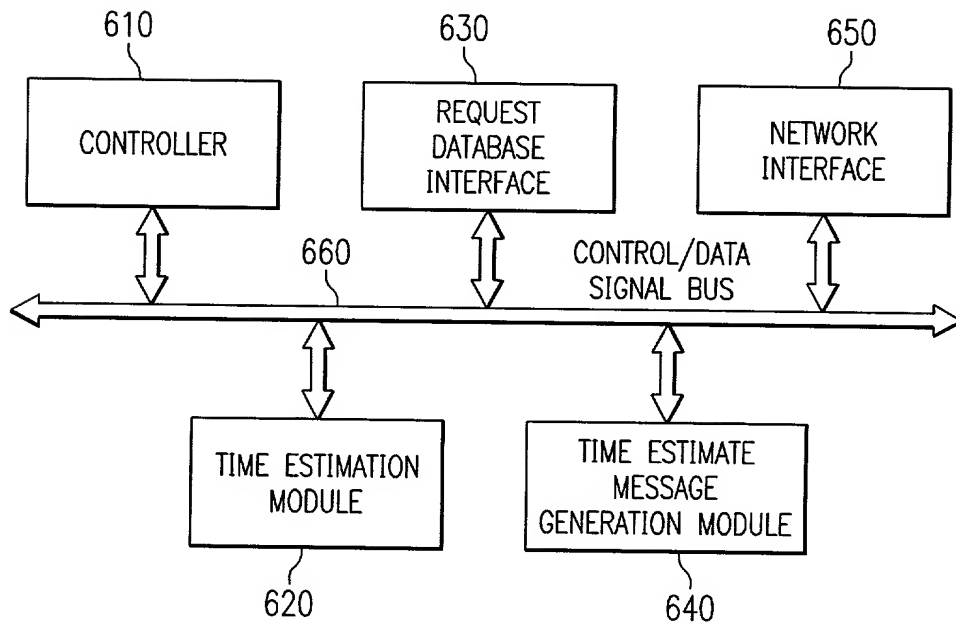 610
630
650
CONTROLLER
REQUEST
DATABASE
INTERFACE
NETWORK
INTERFACE
660
CONTROL/DATA
SIGNAL BUS
TIME ESTIMATION
MODULE
TIME ESTIMATE
MESSAGE
GENERATION MODULE
620
640